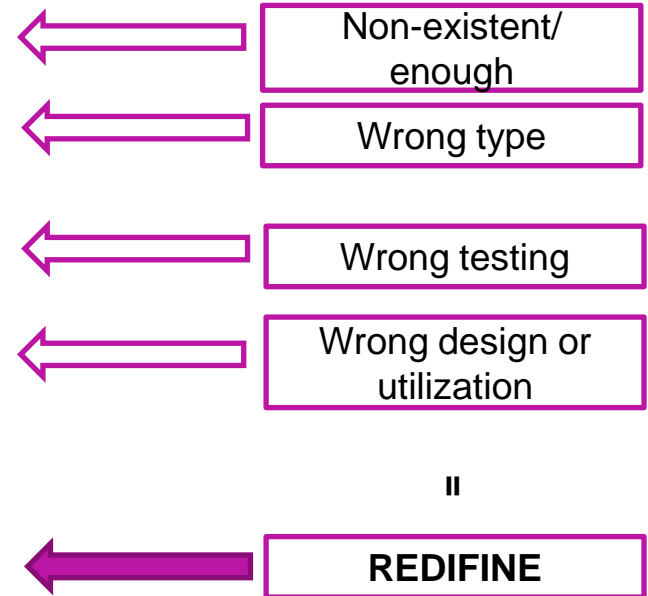 Non-existent/
enough
Wrong type
Wrong testing
Wrong design or
utilization
=
REDIFINE